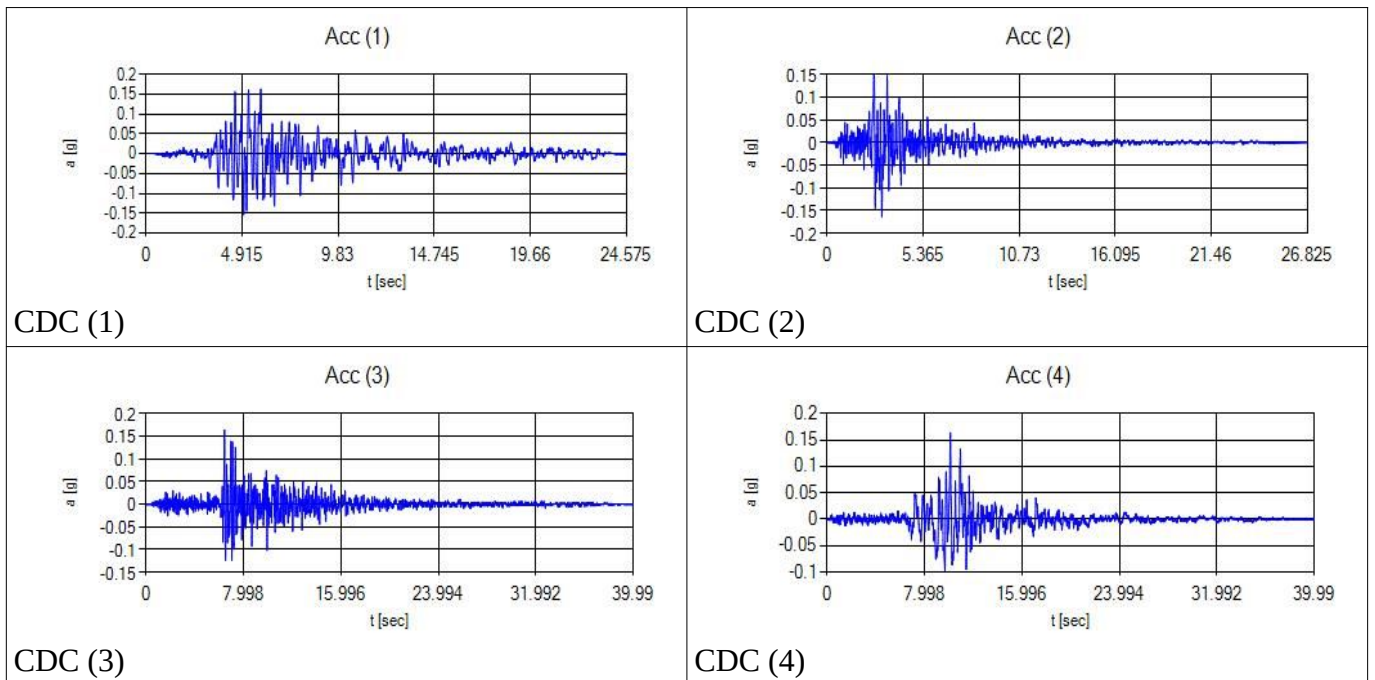 Acc (1)
0.2
0.15
0.1
0.05
0
-0.05
-0.1
-0.15
-0.2
a [g]
0 4.915 9.83 14.745 19.66 24.575
t [sec]
CDC (1)
Acc (2)
0.15
0.1
0.05
0
-0.05
-0.1
-0.15
-0.2
a [g]
0 5.365 10.73 16.095 21.46 26.825
t [sec]
CDC (2)
Acc (3)
0.2
0.15
0.1
0.05
0
-0.05
-0.1
-0.15
a [g]
0 7.998 15.996 23.994 31.992 39.99
t [sec]
CDC (3)
Acc (4)
0.2
0.15
0.1
0.05
0
-0.05
-0.1
a [g]
0 7.998 15.996 23.994 31.992 39.99
t [sec]
CDC (4)